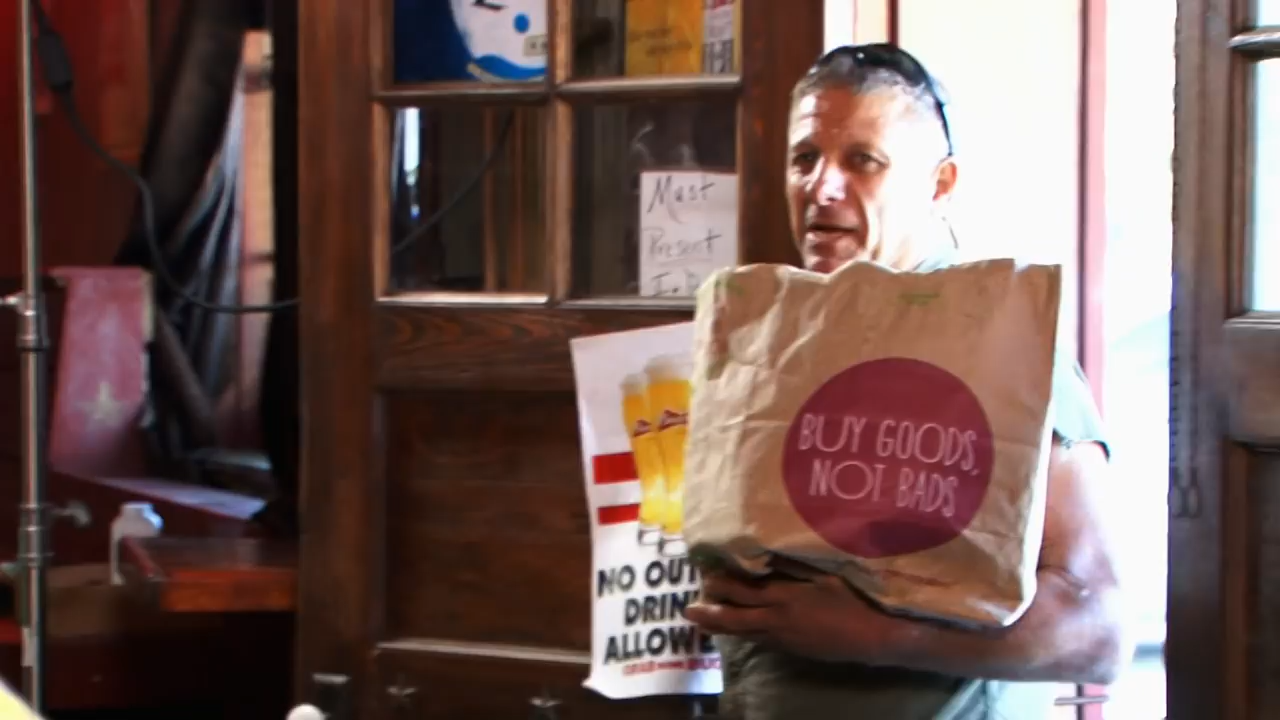 Must
Present
I.D
BUY GOODS,
NOT BADS
NO OUT
DRIN
ALLOWE